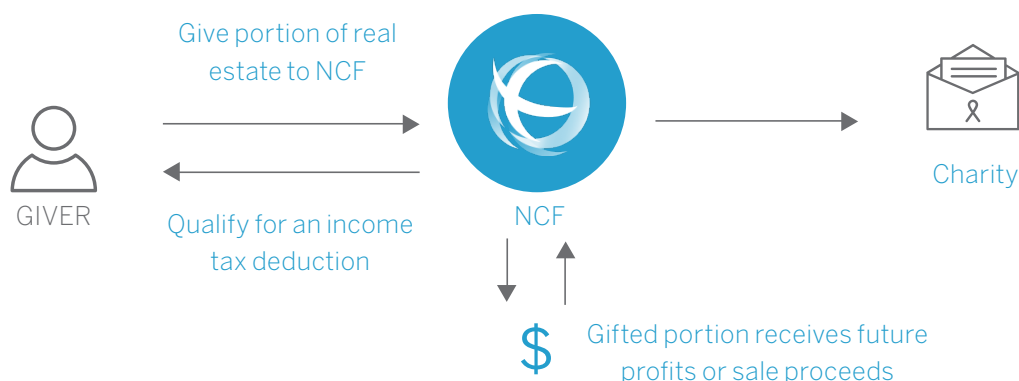 Give portion of real
estate to NCF
GIVER
Qualify for an income
tax deduction
NCF
Charity
$
Gifted portion receives future
profits or sale proceeds